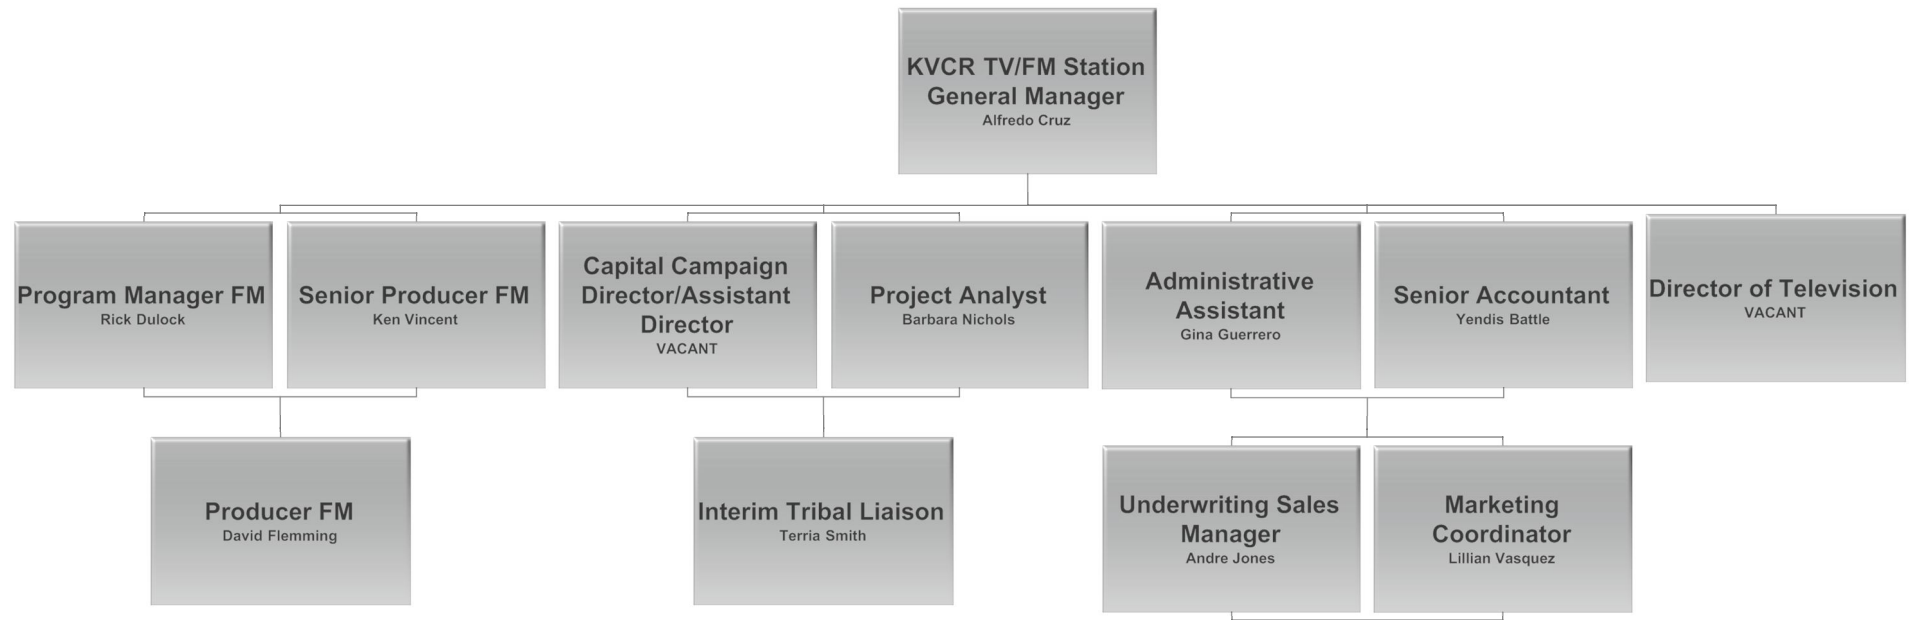 KVCR TV/FM Station
General Manager
Alfredo Cruz
Program Manager FM
Rick Dulock
Senior Producer FM
Ken Vincent
Capital Campaign
Director/Assistant
Director
VACANT
Project Analyst
Barbara Nichols
Administrative
Assistant
Gina Guerrero
Senior Accountant
Yendis Battle
Director of Television
VACANT
Producer FM
David Flemming
Interim Tribal Liaison
Terria Smith
Underwriting Sales
Manager
Andre Jones
Marketing
Coordinator
Lillian Vasquez